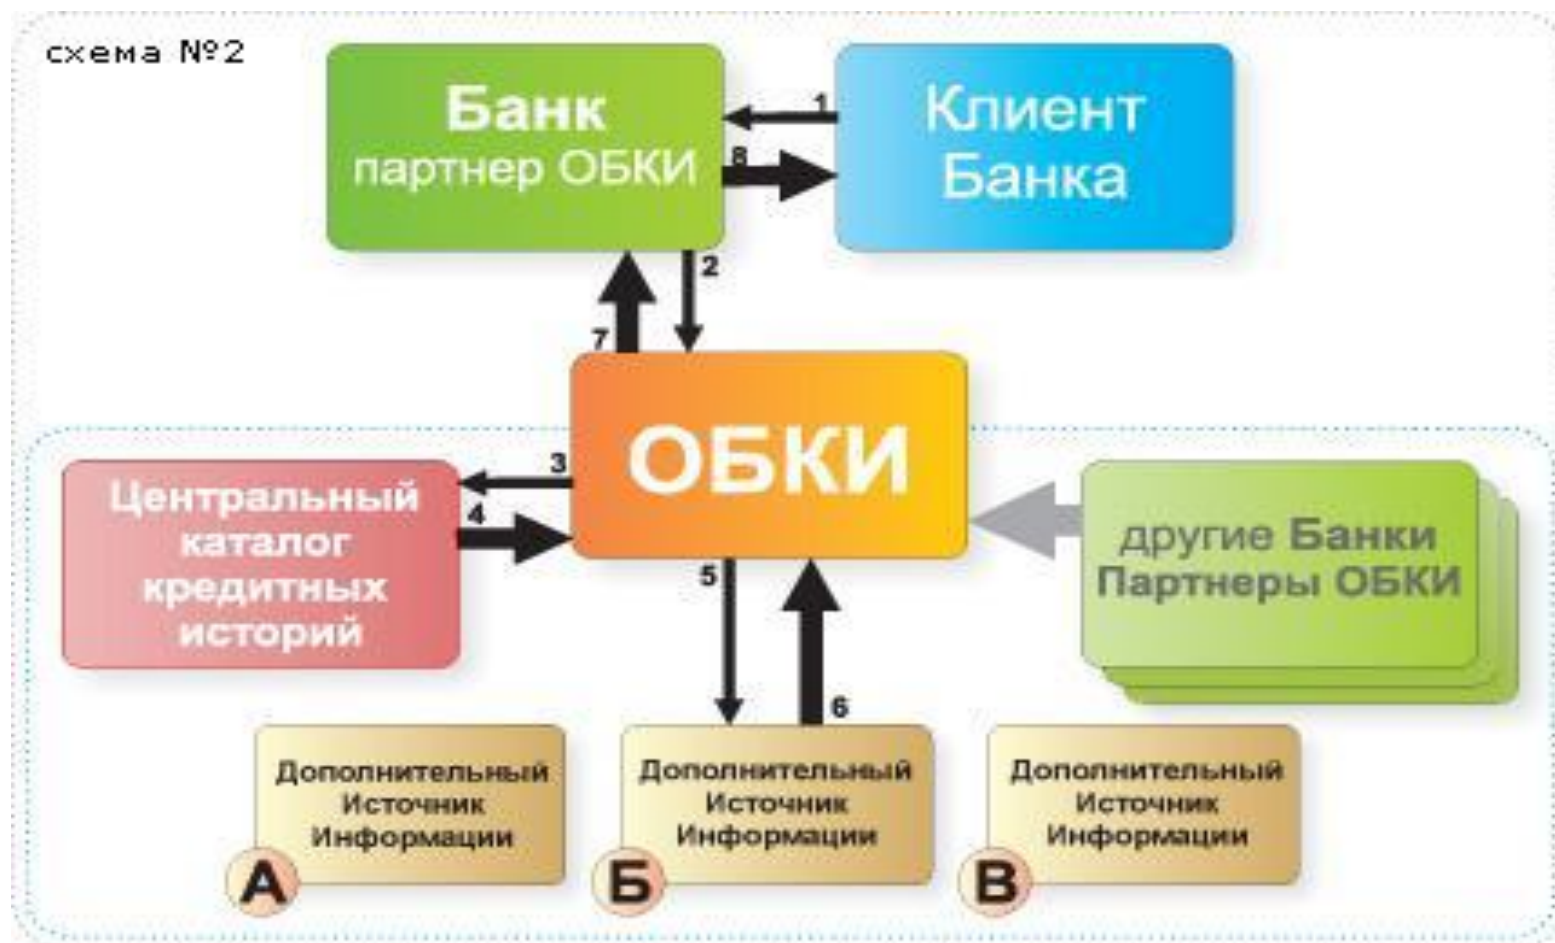 схема №2
Банк
партнер ОБКИ
1
8
Клиент
Банка
2
7
ОБКИ
3
4
Центральный
каталог
кредитных
историй
другие Банки
Партнеры ОБКИ
5
6
Дополнительный
Источник
Информации
А
Дополнительный
Источник
Информации
Б
Дополнительный
Источник
Информации
В